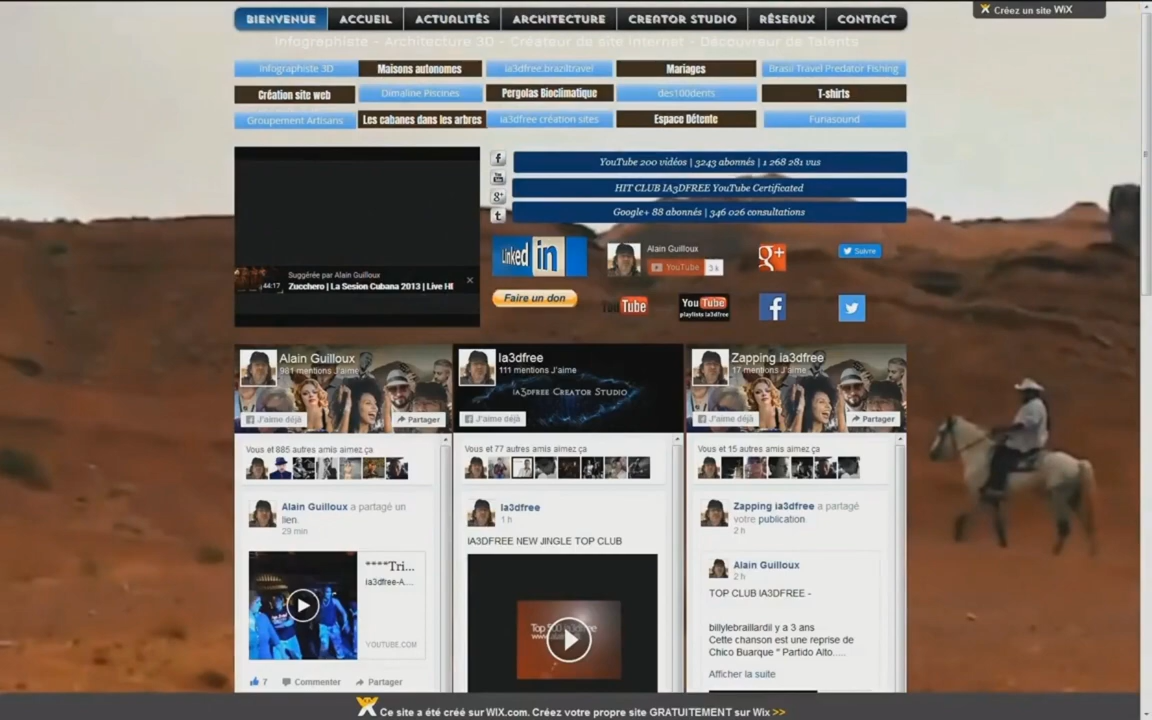 BIENVENUE ACCUEIL ACTUALITÉS ARCHITECTURE CREATOR STUDIO RÉSEAUX CONTACT
Créez un site WiX
Infographiste - Architecture 3D - Créateur de site Internet - Découvreur de Talents
Infographiste 3D Maisons autonomes ia3dfree.braziltravel Mariages Brasil Travel Predator Fishing
Création site web Dimaline Piscines Pergolas Bioclimatique des100dents T-shirts
Groupement Artisans Les cabanes dans les arbres ia3dfree création sites Espace Détente Funiasound
YouTube 200 vidéos | 3243 abonnés | 1 268 281 vus
HIT CLUB IA3DFREE YouTube Certificated
Google+ 88 abonnés | 346 026 consultations
Suggérée par Alain Guilloux
44:17 Zucchero | La Sesion Cubana 2013 | Live HI
Linked in
Alain Guilloux
YouTube 3 k
g+
Suivre
Faire un don
YouTube
YouTube
playlists ia3dfree
Alain Guilloux
981 mentions J'aime
J'aime déjà Partager
Vous et 885 autres amis aimez ça
Alain Guilloux a partagé un
lien.
29 min
****Tri...
ia3dfree-A...
YOUTUBE.COM
7 Commenter Partager
Ia3dfree
111 mentions J'aime
IA3DFREE CREATOR STUDIO
J'aime déjà
Vous et 77 autres amis aimez ça
Ia3dfree
1 h
IA3DFREE NEW JINGLE TOP CLUB
Zapping ia3dfree
17 mentions J'aime
J'aime déjà Partager
Vous et 15 autres amis aimez ça
Zapping ia3dfree a partagé
votre publication.
2 h
Alain Guilloux
2 h
TOP CLUB IA3DFREE -
billylebraillardil y a 3 ans
Cette chanson est une reprise de
Chico Buarque " Partido Alto....
Afficher la suite
Ce site a été créé sur WIX.com. Créez votre propre site GRATUITEMENT sur Wix >>